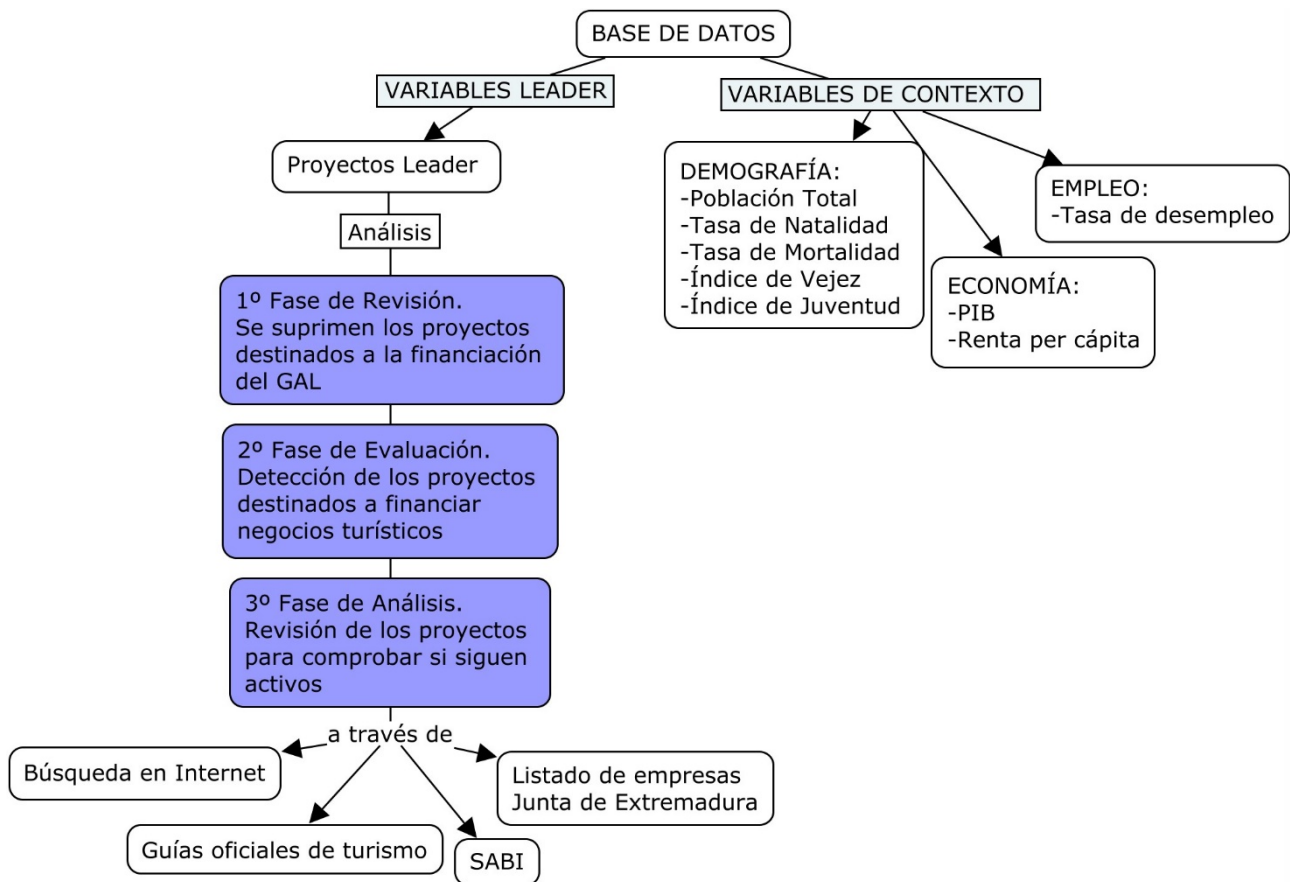 BASE DE DATOS
VARIABLES LEADER
VARIABLES DE CONTEXTO
Proyectos Leader
Análisis
1º Fase de Revisión.
Se suprimen los proyectos
destinados a la financiación
del GAL
2º Fase de Evaluación.
Detección de los proyectos
destinados a financiar
negocios turísticos
3º Fase de Análisis.
Revisión de los proyectos
para comprobar si siguen
activos
a través de
Búsqueda en Internet
Guías oficiales de turismo
SABI
Listado de empresas
Junta de Extremadura
DEMOGRAFÍA:
-Población Total
-Tasa de Natalidad
-Tasa de Mortalidad
-Índice de Vejez
-Índice de Juventud
ECONOMÍA:
-PIB
-Renta per cápita
EMPLEO:
-Tasa de desempleo